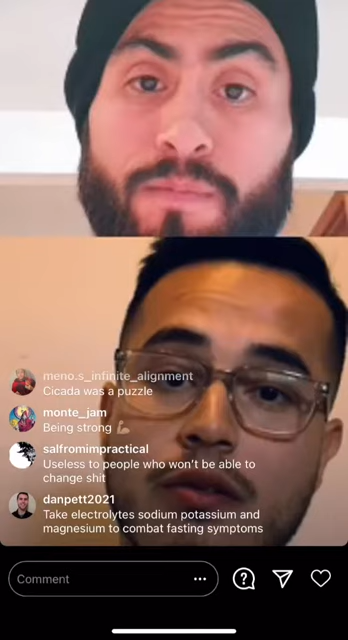 meno.s_infinite_alignment
Cicada was a puzzle
monte_jam
Being strong 💪🏼
salfromimpractical
Useless to people who won't be able to
change shit
danpett2021
Take electrolytes sodium potassium and
magnesium to combat fasting symptoms
Comment